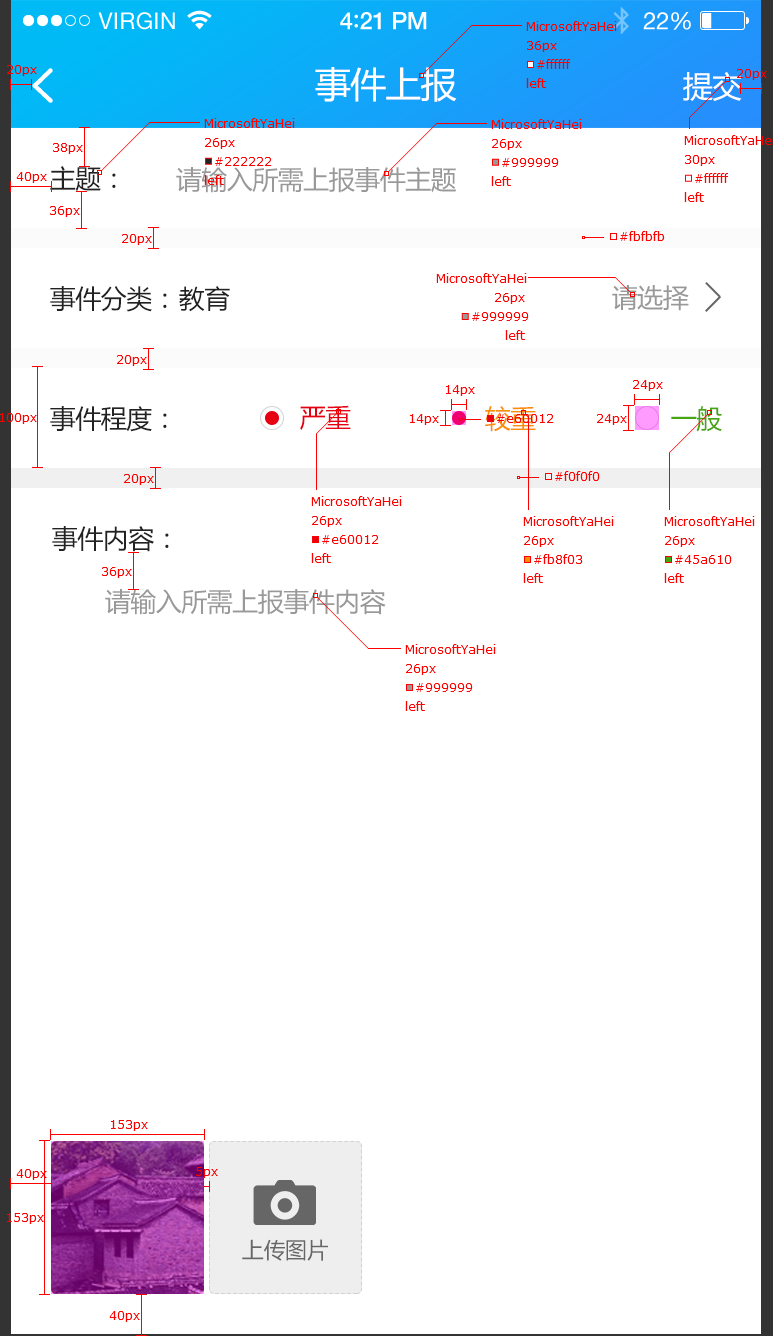 VIRGIN 4:21 PM 22%
MicrosoftYaHei
36px
#ffffff
left
20px
事件上报
提交
20px
MicrosoftYaHei
30px
#ffffff
left
38px
MicrosoftYaHei
26px
#222222
left
MicrosoftYaHei
26px
#999999
left
40px
主题：
请输入所需上报事件主题
36px
20px
#fbfbfb
事件分类：教育
MicrosoftYaHei
26px
#999999
left
请选择
20px
100px
事件程度：
严重
14px
14px
#e60012
较重
24px
24px
一般
20px
#f0f0f0
MicrosoftYaHei
26px
#e60012
left
MicrosoftYaHei
26px
#fb8f03
left
MicrosoftYaHei
26px
#45a610
left
事件内容：
36px
请输入所需上报事件内容
MicrosoftYaHei
26px
#999999
left
153px
40px
153px
5px
上传图片
40px